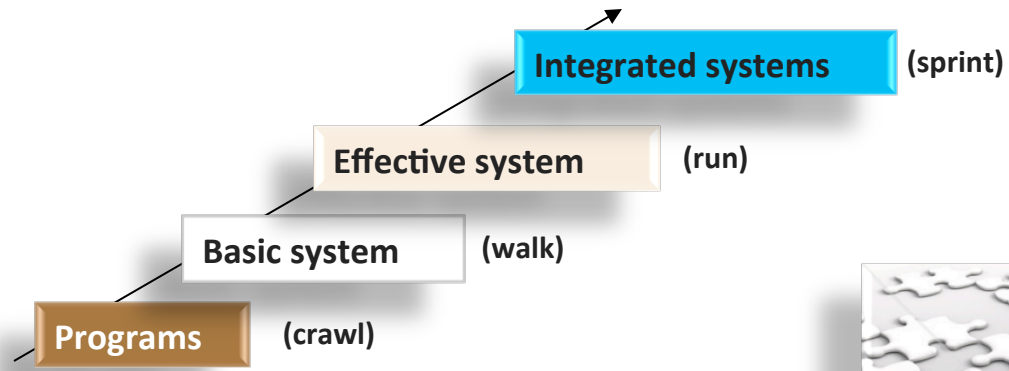 Integrated systems (sprint)
Effective system (run)
Basic system (walk)
Programs (crawl)